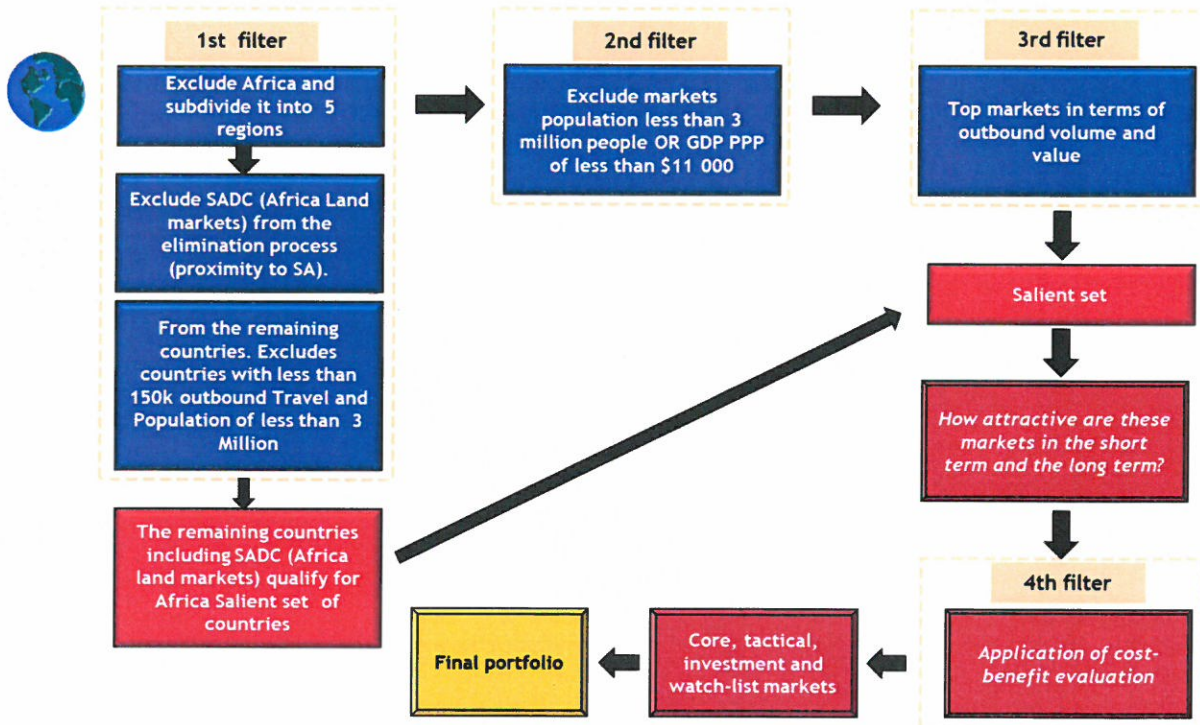 1st filter
Exclude Africa and
subdivide it into 5
regions
Exclude SADC (Africa Land
markets) from the
elimination process
(proximity to SA).
From the remaining
countries. Excludes
countries with less than
150k outbound Travel and
Population of less than 3
Million
The remaining countries
including SADC (Africa
land markets) qualify for
Africa Salient set of
countries
2nd filter
Exclude markets
population less than 3
million people OR GDP PPP
of less than $11 000
3rd filter
Top markets in terms of
outbound volume and
value
Salient set
How attractive are these
markets in the short
term and the long term?
4th filter
Application of cost-
benefit evaluation
Core, tactical,
investment and
watch-list markets
Final portfolio